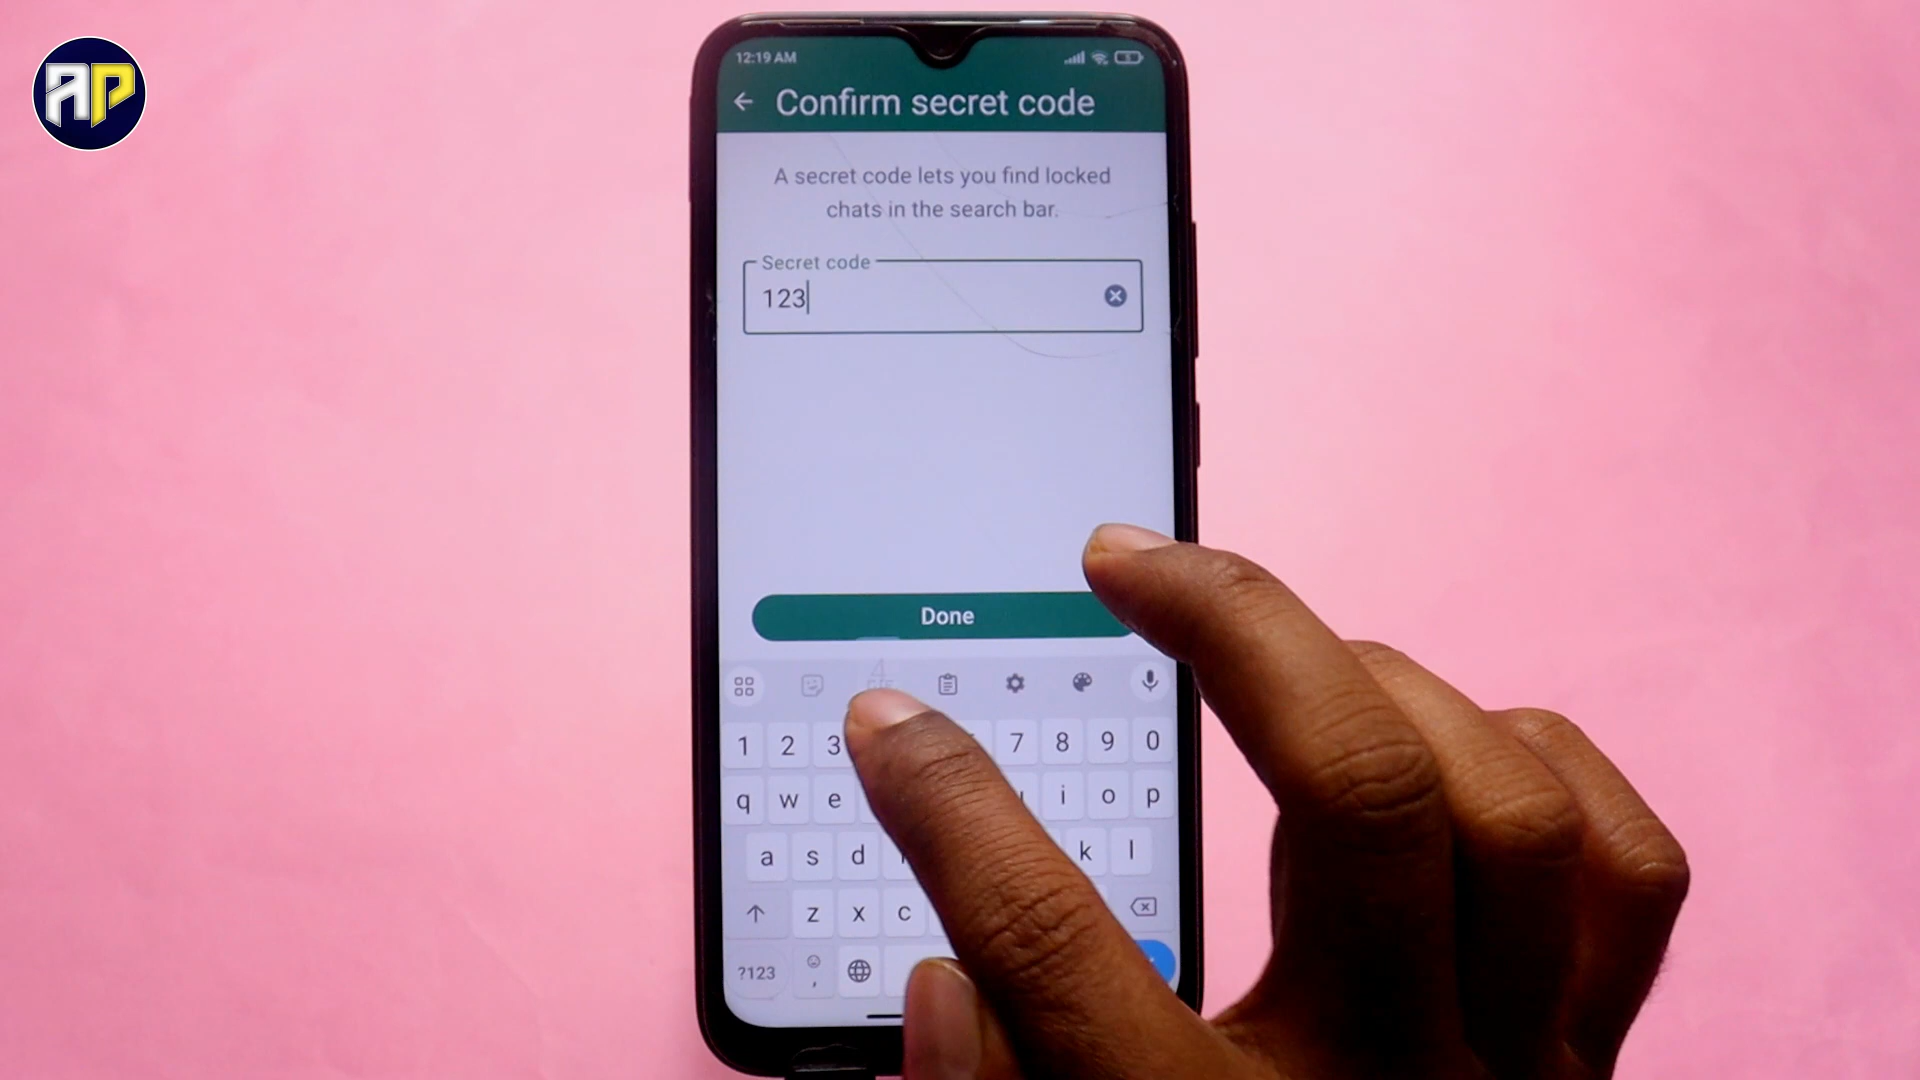 AP
12:19 AM
Confirm secret code
A secret code lets you find locked
chats in the search bar.
Secret code
123
Done
4
1 2 3 7 8 9 0
q w e i o p
a s d k l
z x c
?123 ,